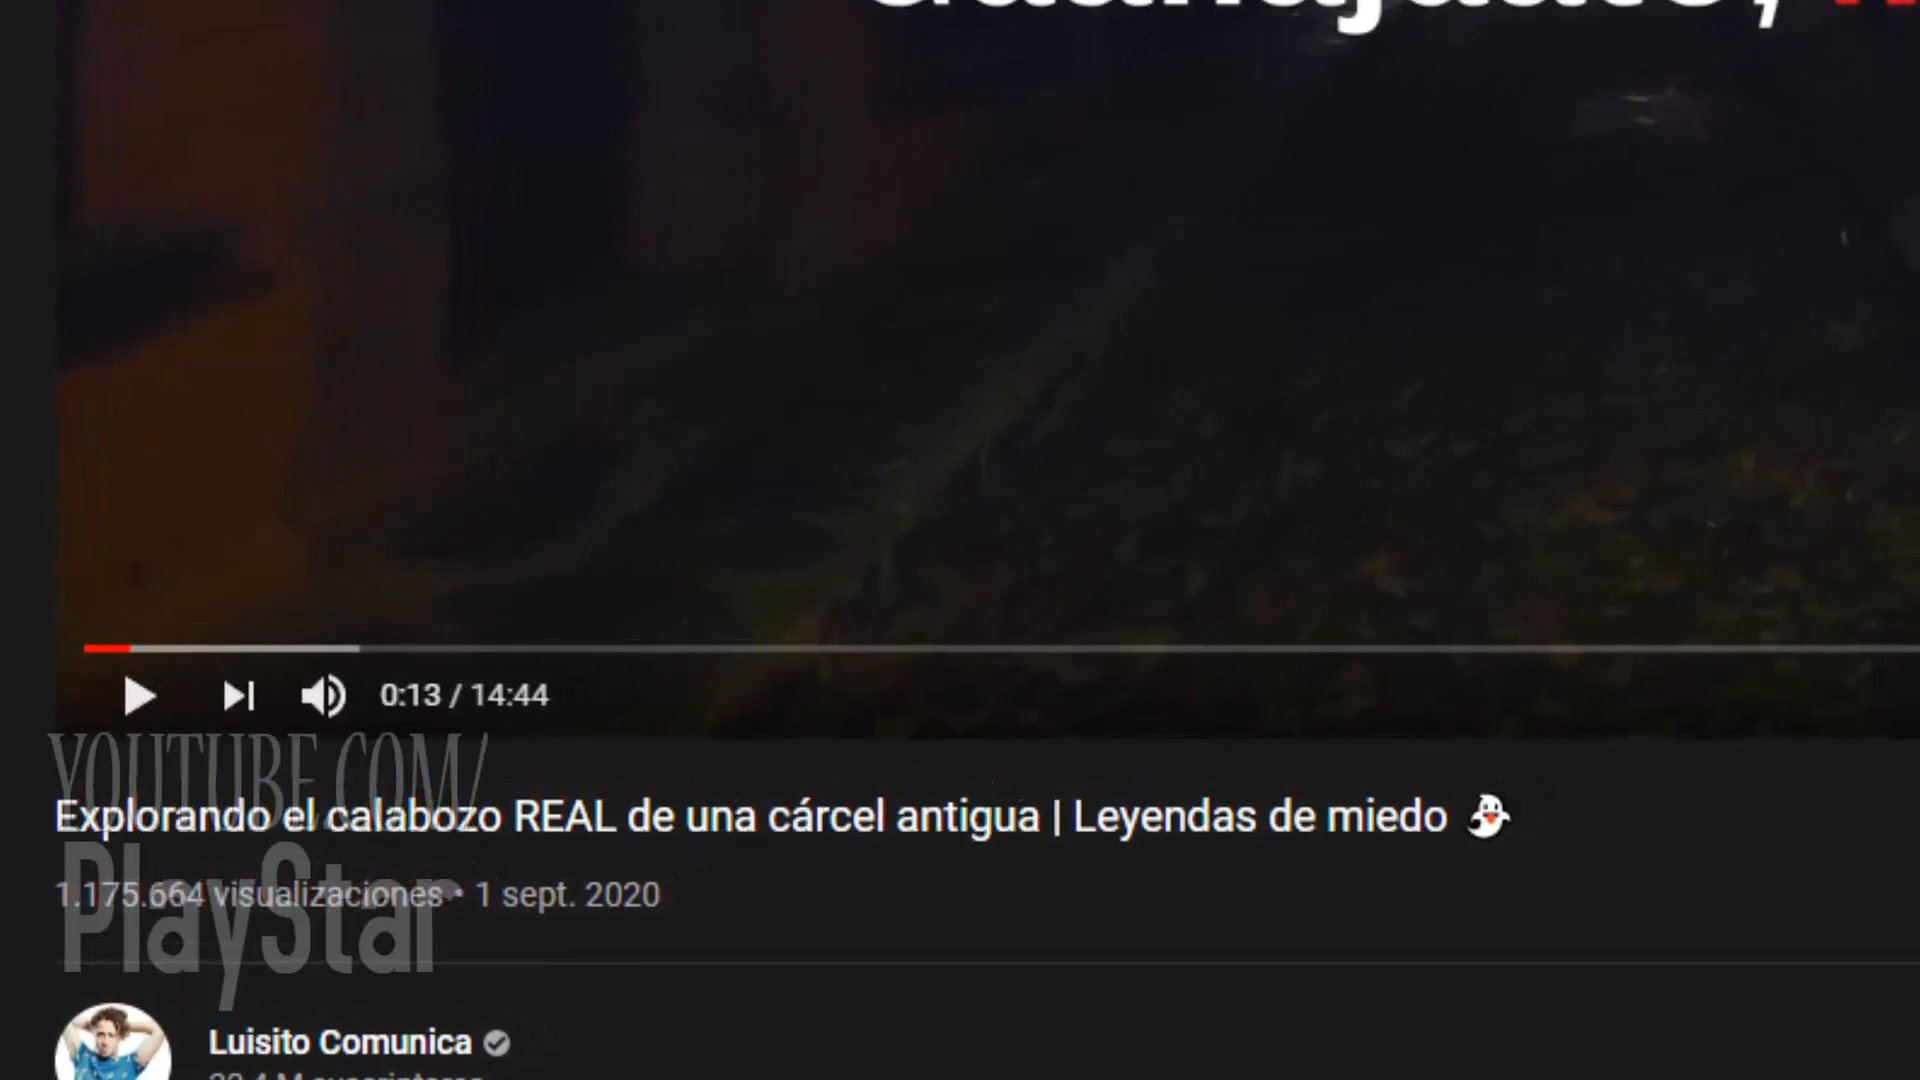 0:13 / 14:44
YOUTUBE.COM/
Explorando el calabozo REAL de una cárcel antigua | Leyendas de miedo 👻
PlayStar
1.175.664 visualizaciones • 1 sept. 2020
Luisito Comunica